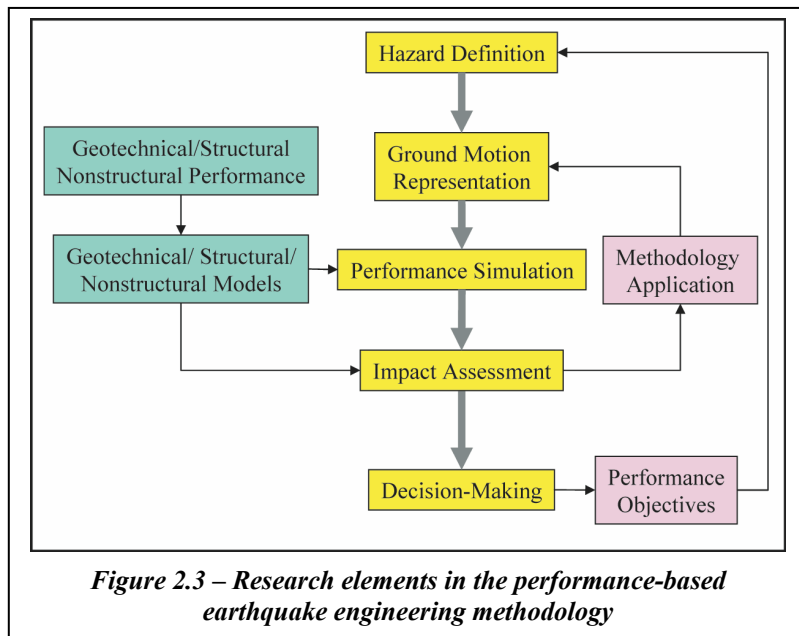 Hazard Definition
Geotechnical/Structural
Nonstructural Performance
Ground Motion
Representation
Geotechnical/ Structural/
Nonstructural Models
Performance Simulation
Methodology
Application
Impact Assessment
Decision-Making
Performance
Objectives
Figure 2.3 – Research elements in the performance-based
earthquake engineering methodology